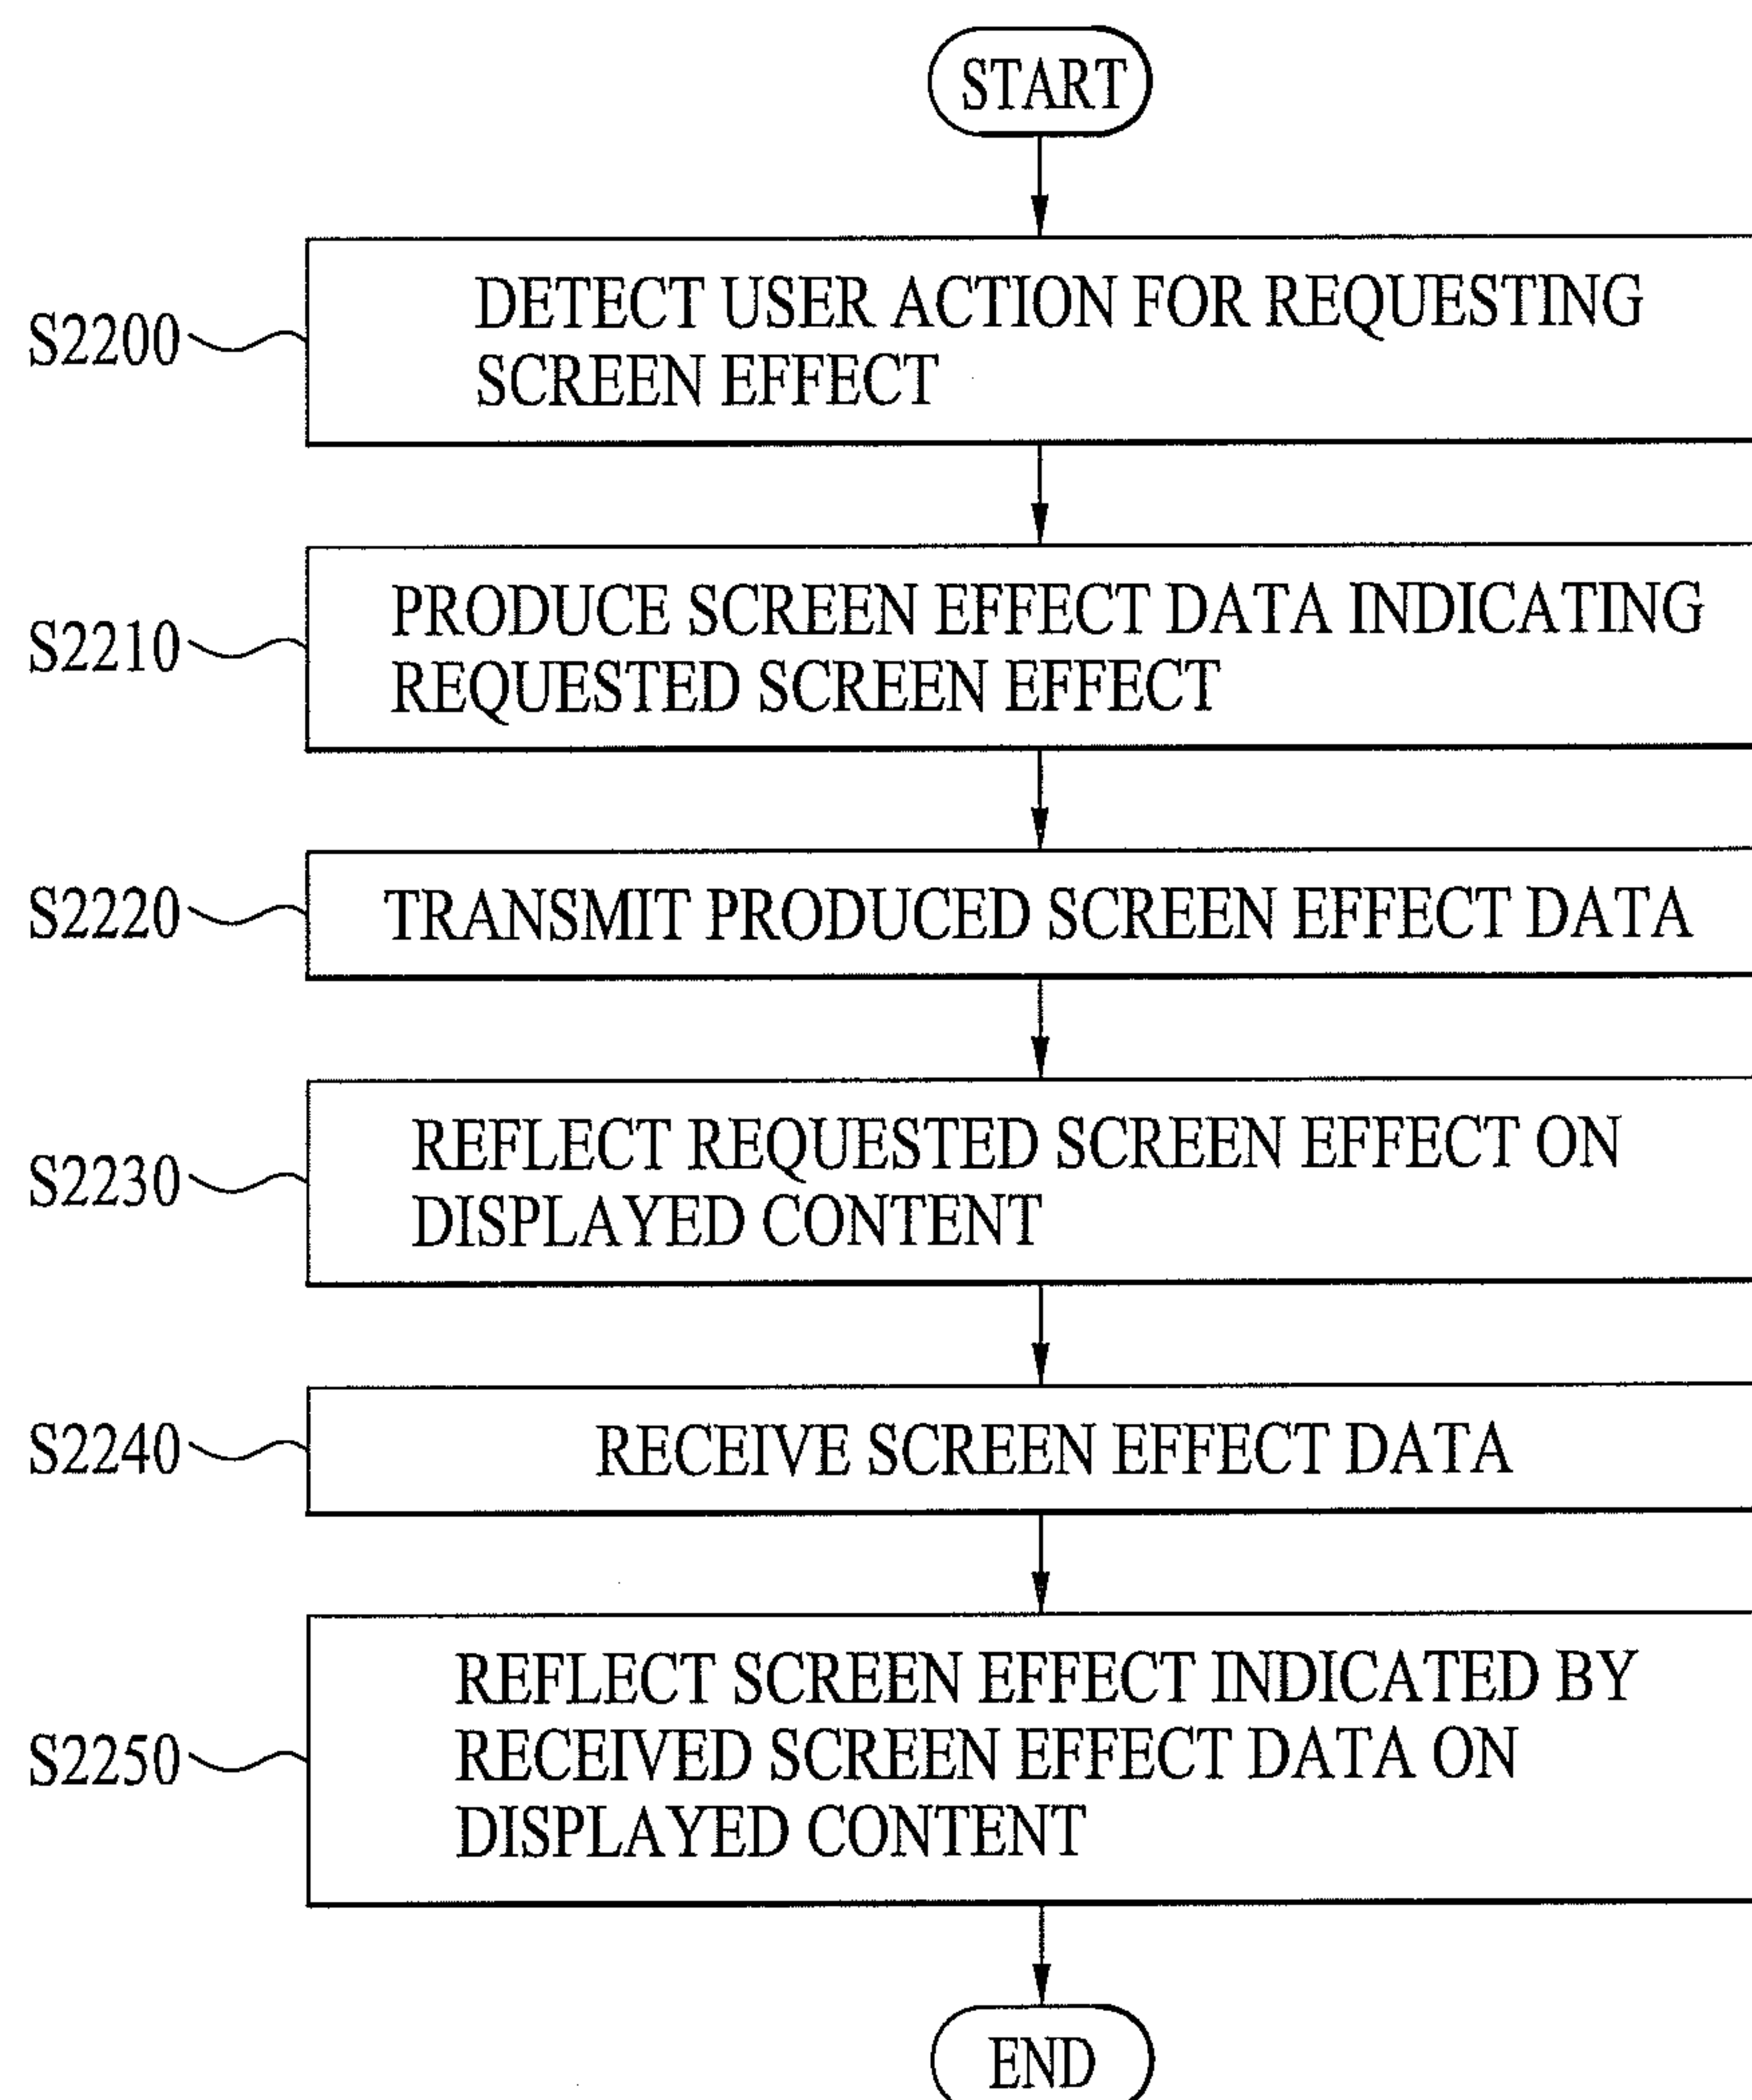 START
S2200
DETECT USER ACTION FOR REQUESTING
SCREEN EFFECT
S2210
PRODUCE SCREEN EFFECT DATA INDICATING
REQUESTED SCREEN EFFECT
S2220
TRANSMIT PRODUCED SCREEN EFFECT DATA
S2230
REFLECT REQUESTED SCREEN EFFECT ON
DISPLAYED CONTENT
S2240
RECEIVE SCREEN EFFECT DATA
S2250
REFLECT SCREEN EFFECT INDICATED BY
RECEIVED SCREEN EFFECT DATA ON
DISPLAYED CONTENT
END